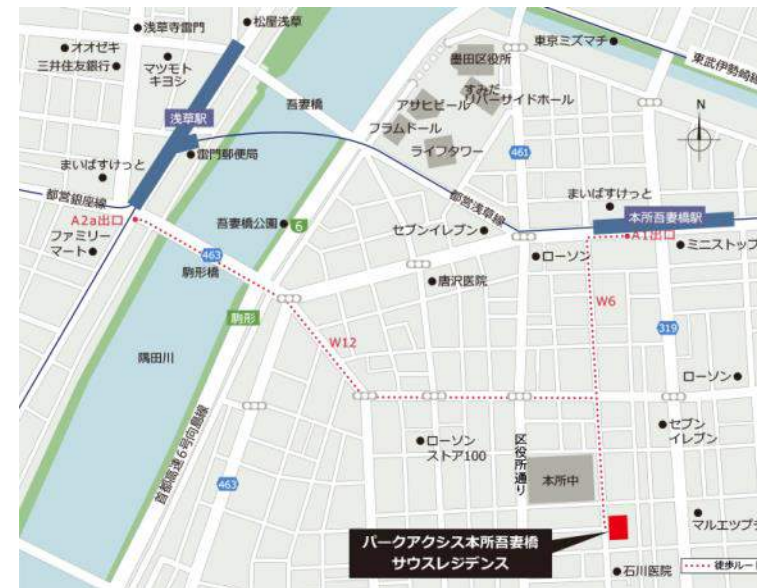 浅草寺雷門
松屋浅草
オオゼキ
三井住友銀行
マツモト
キヨシ
浅草駅
吾妻橋
雷門郵便局
まいばすけっと
都営銀座線
A2a出口
ファミリー
マート
463
駒形橋
吾妻橋公園
6
駒形
隅田川
首都高速6号向島線
463
墨田区役所
すみだ
リバーサイドホール
アサヒビール
フラムドール
ライフタワー
東京ミズマチ
東武伊勢崎線
N
461
都営浅草線
セブンイレブン
まいばすけっと
本所吾妻橋駅
A1出口
ミニストップ
ローソン
唐沢医院
W6
W12
319
ローソン
セブン
イレブン
ローソン
ストア100
区役所通り
本所中
マルエツプチ
パークアクシス本所吾妻橋
サウスレジデンス
石川医院
徒歩ルート